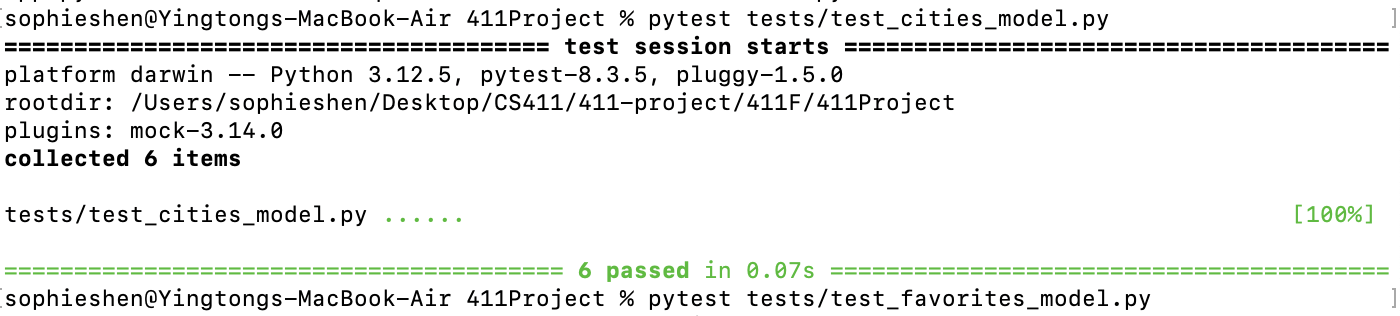 [sophieshen@Yingtongs-MacBook-Air 411Project % pytest tests/test_cities_model.py ]
======================================= test session starts =======================================
platform darwin -- Python 3.12.5, pytest-8.3.5, pluggy-1.5.0
rootdir: /Users/sophieshen/Desktop/CS411/411-project/411F/411Project
plugins: mock-3.14.0
collected 6 items
tests/test_cities_model.py ...... [100%]
======================================== 6 passed in 0.07s ========================================
[sophieshen@Yingtongs-MacBook-Air 411Project % pytest tests/test_favorites_model.py ]